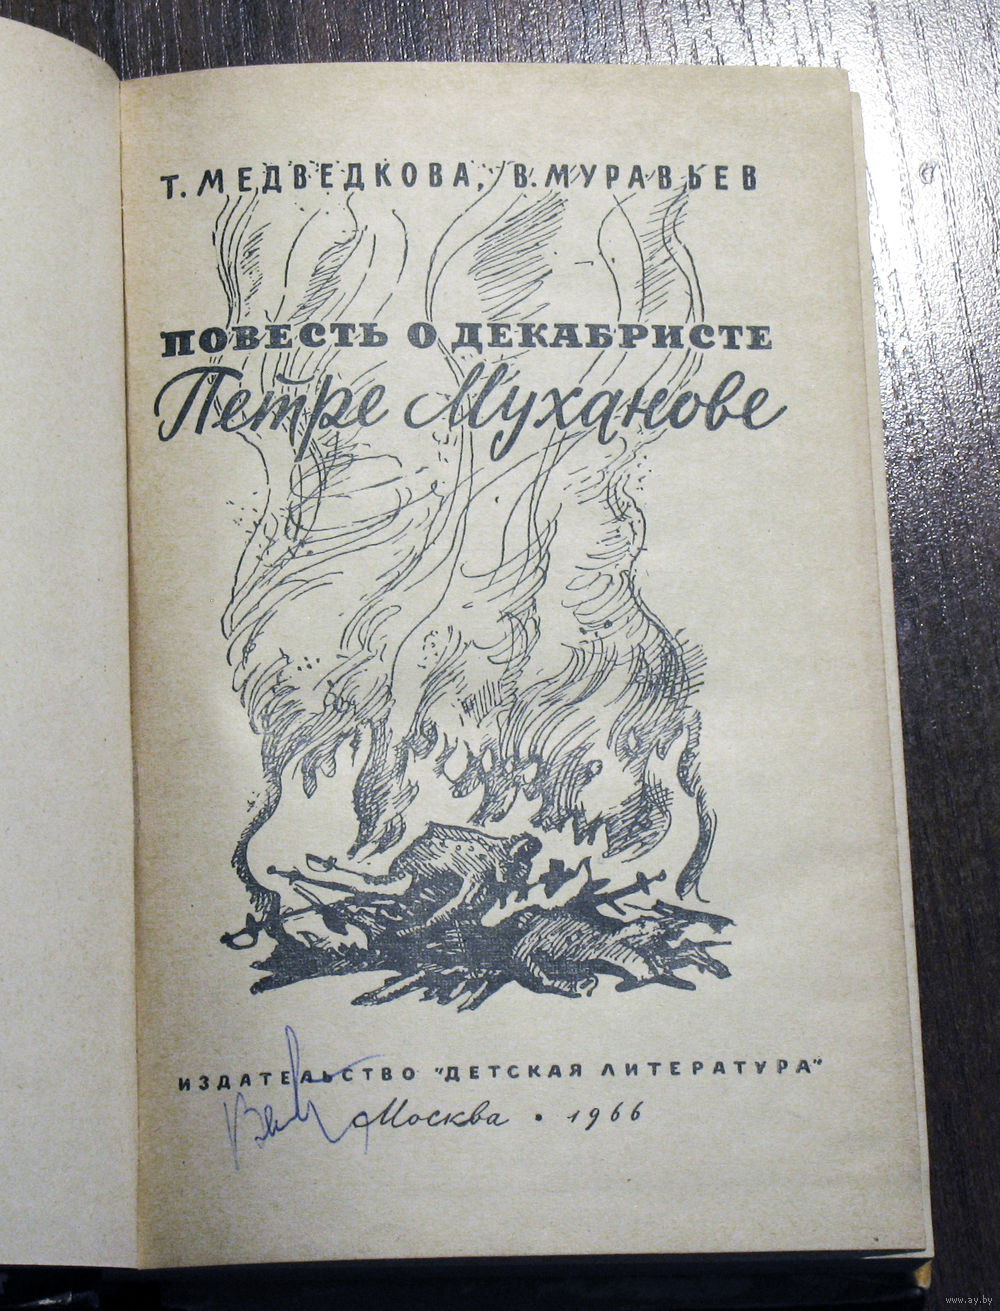 Т. МЕДВЕДКОВА, В. МУРАВЬЕВ
ПОВЕСТЬ О ДЕКАБРИСТЕ
Петре Муханове
ИЗДАТЕЛЬСТВО "ДЕТСКАЯ ЛИТЕРАТУРА"
Москва • 1966
www.ay.by